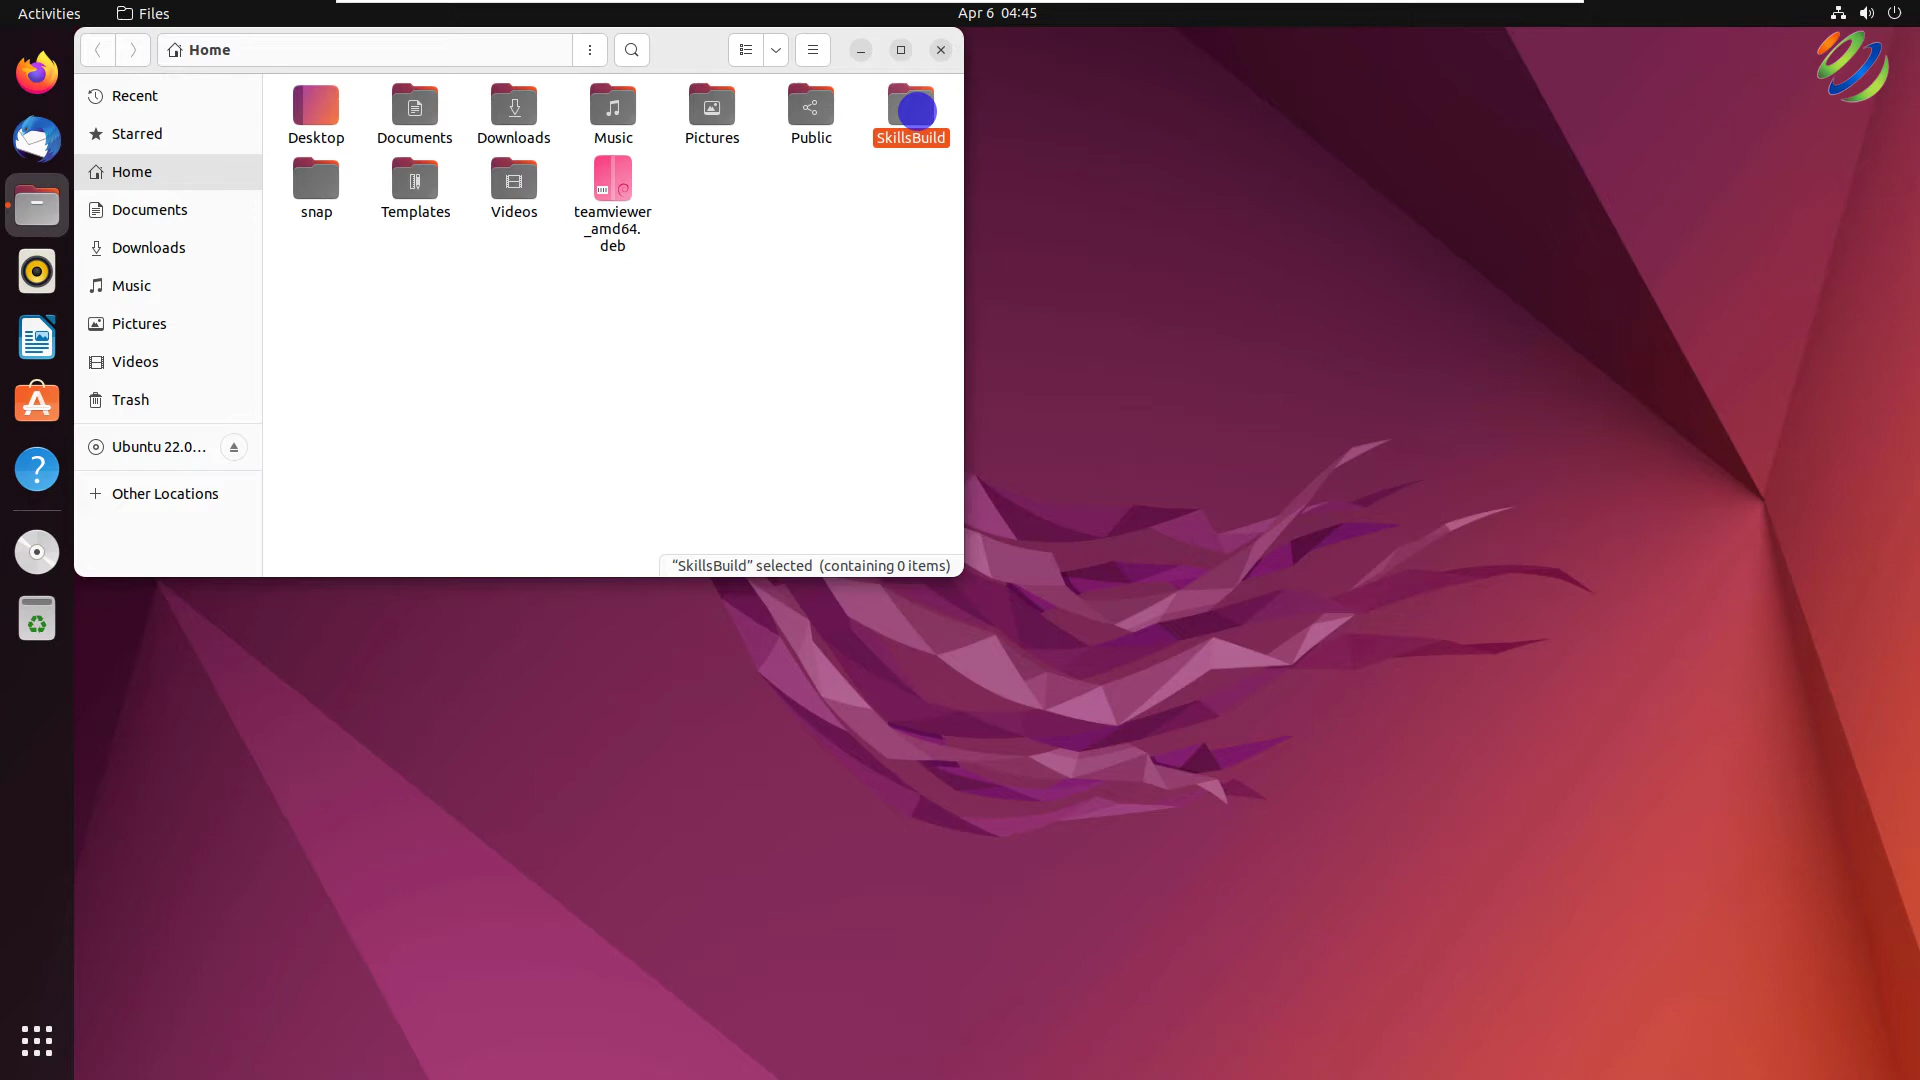 Activities
Files
Apr 6 04:45
Home
Recent
Starred
Home
Documents
Downloads
Music
Pictures
Videos
Trash
Ubuntu 22.0...
Other Locations
Desktop
Documents
Downloads
Music
Pictures
Public
SkillsBuild
snap
Templates
Videos
teamviewer
_amd64.
deb
“SkillsBuild” selected (containing 0 items)